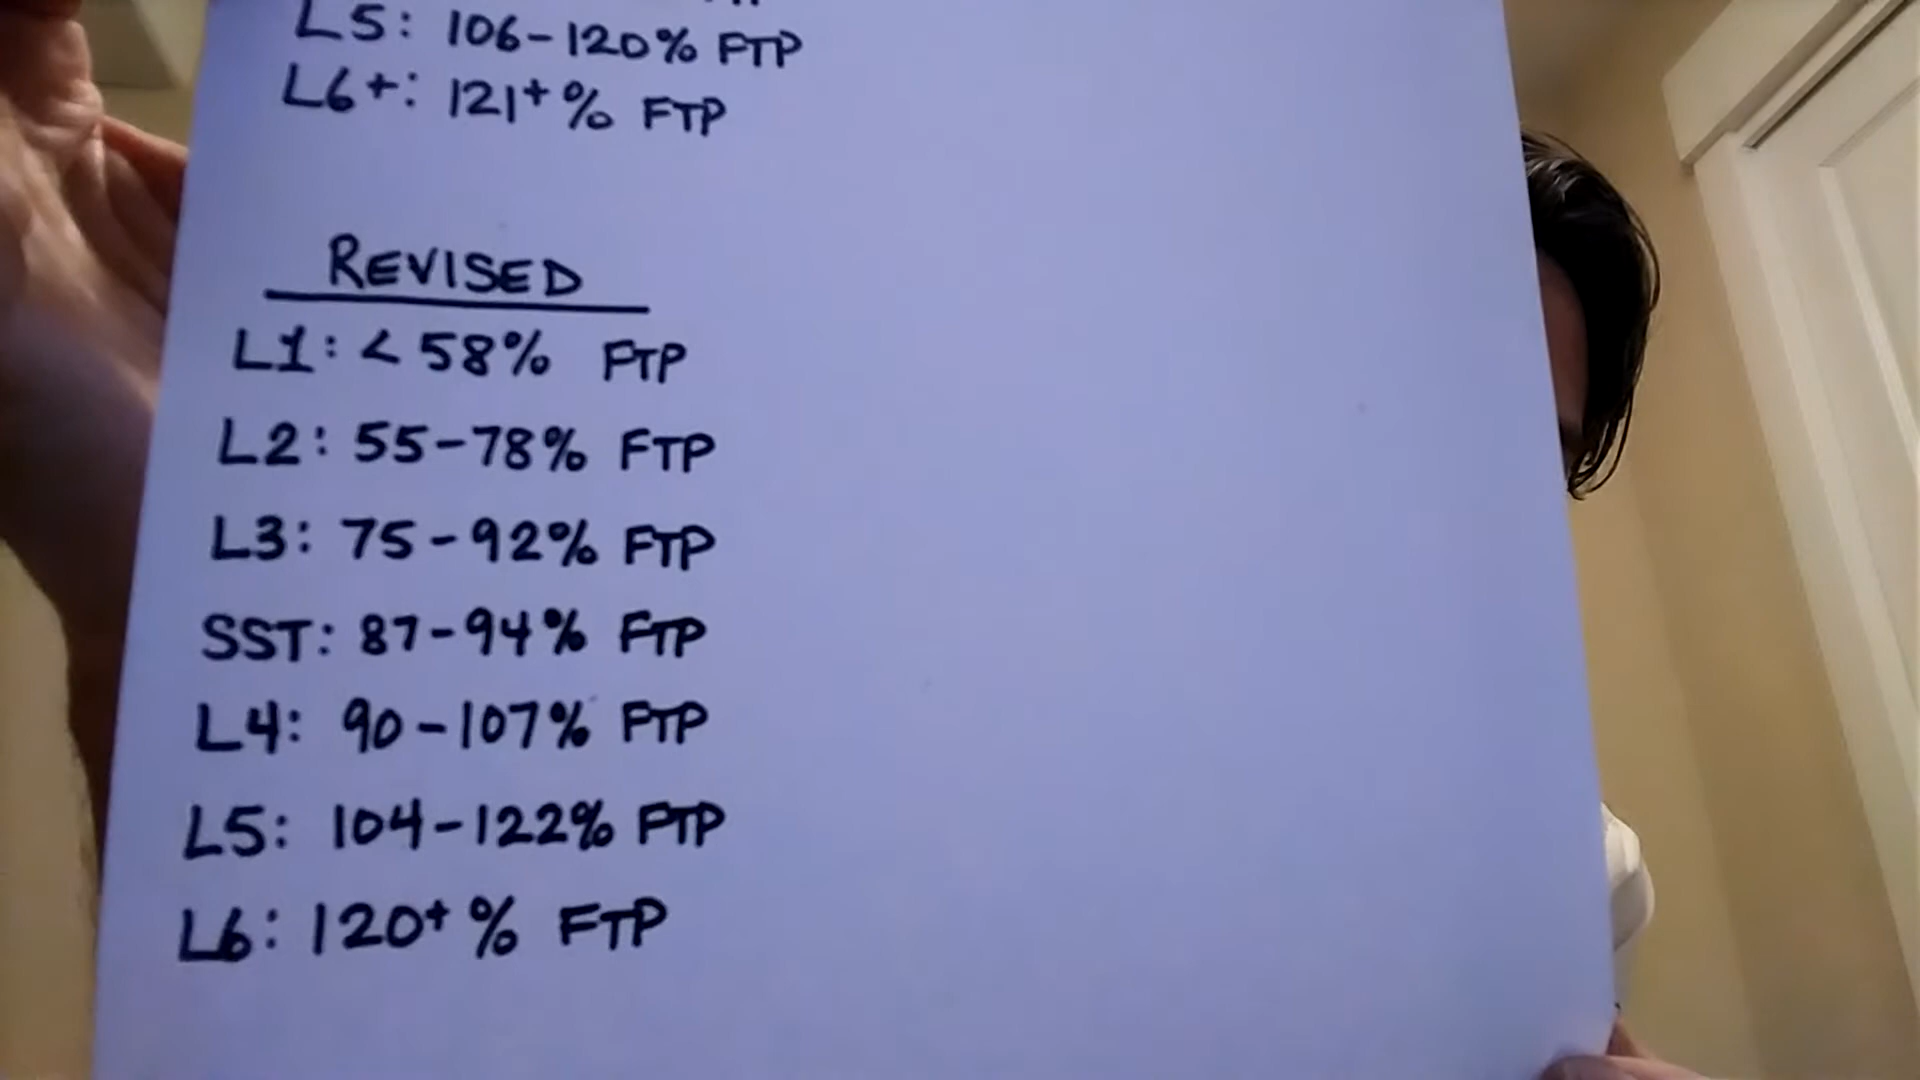 L5: 106-120% FTP
L6+: 121+% FTP
REVISED
L1: < 58% FTP
L2: 55-78% FTP
L3: 75-92% FTP
SST: 87-94% FTP
L4: 90-107% FTP
L5: 104-122% FTP
L6: 120+% FTP